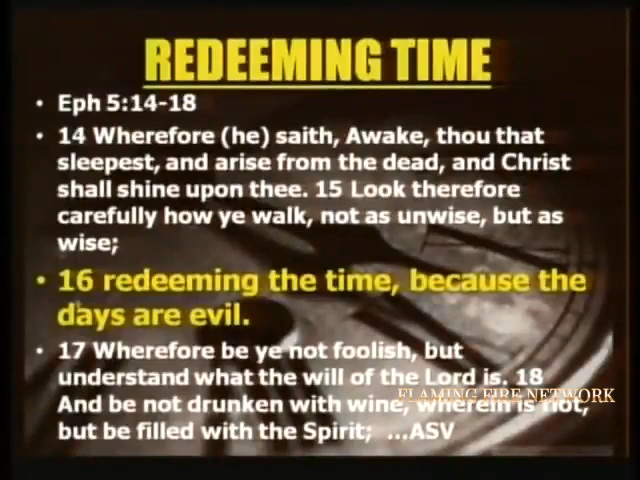 REDEEMING TIME
• Eph 5:14-18
• 14 Wherefore (he) saith, Awake, thou that
sleepest, and arise from the dead, and Christ
shall shine upon thee. 15 Look therefore
carefully how ye walk, not as unwise, but as
wise;
• 16 redeeming the time, because the
days are evil.
• 17 Wherefore be ye not foolish, but
understand what the will of the Lord is. 18
FLAMING FIRE NETWORK
And be not drunken with wine, wherein is riot,
but be filled with the Spirit; ...ASV